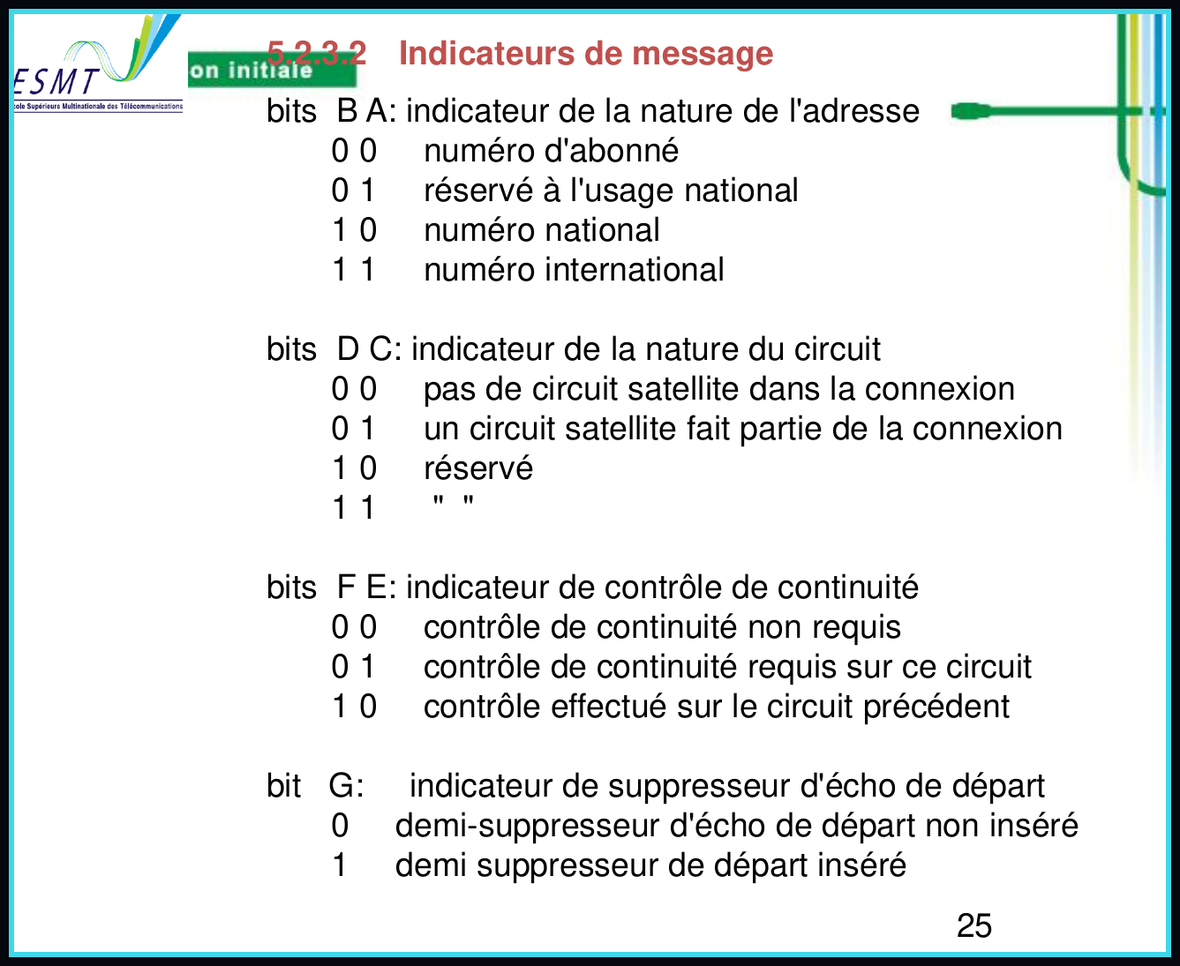 5.2.3.2 Indicateurs de message
ESMT
on initiale
cole Supérieure Multinationale des Télécommunications
bits B A: indicateur de la nature de l'adresse
0 0 numéro d'abonné
0 1 réservé à l'usage national
1 0 numéro national
1 1 numéro international
bits D C: indicateur de la nature du circuit
0 0 pas de circuit satellite dans la connexion
0 1 un circuit satellite fait partie de la connexion
1 0 réservé
1 1 " "
bits F E: indicateur de contrôle de continuité
0 0 contrôle de continuité non requis
0 1 contrôle de continuité requis sur ce circuit
1 0 contrôle effectué sur le circuit précédent
bit G: indicateur de suppresseur d'écho de départ
0 demi-suppresseur d'écho de départ non inséré
1 demi suppresseur de départ inséré
25